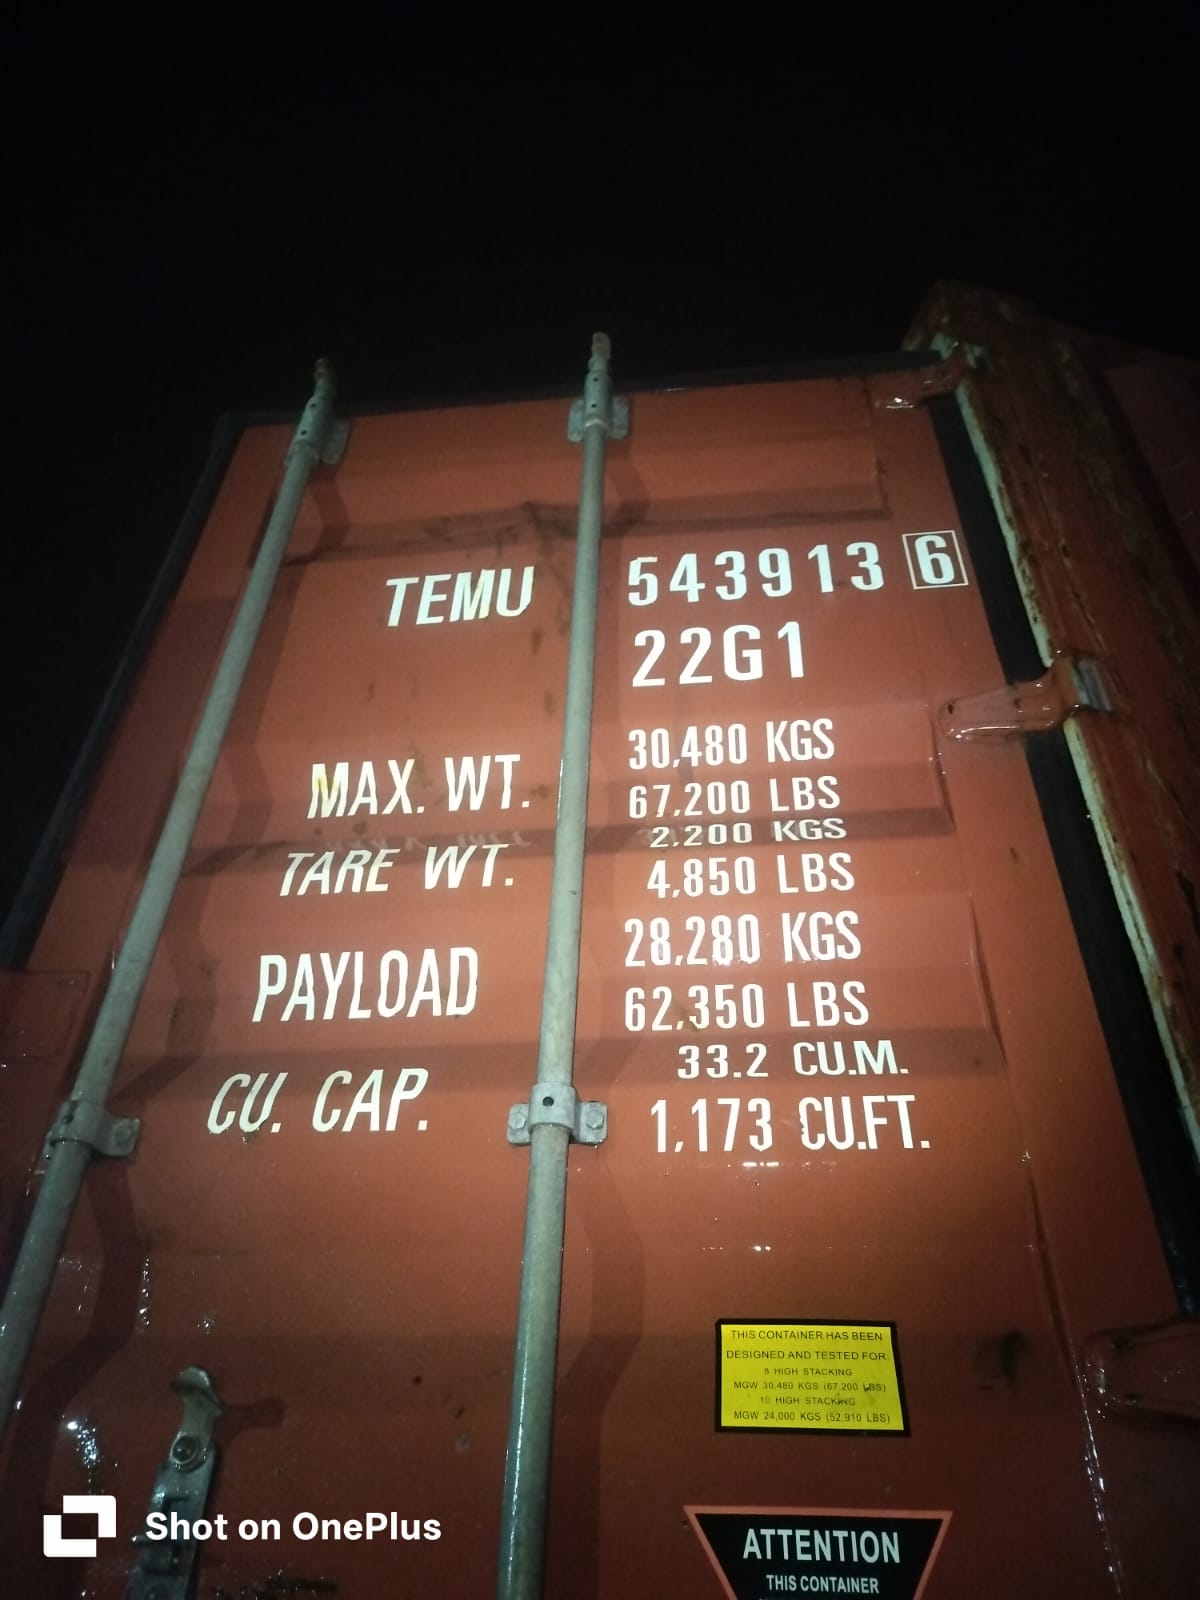 TEMU 543913 6
22G1
MAX. WT. 30,480 KGS
67,200 LBS
TARE WT. 2,200 KGS
4,850 LBS
PAYLOAD 28,280 KGS
62,350 LBS
CU. CAP. 33.2 CU.M.
1,173 CU.FT.
THIS CONTAINER HAS BEEN
DESIGNED AND TESTED FOR:
8 HIGH STACKING
MGW 30,480 KGS (67,200 LBS)
10 HIGH STACKING
MGW 24,000 KGS (52,910 LBS)
ATTENTION
THIS CONTAINER
Shot on OnePlus